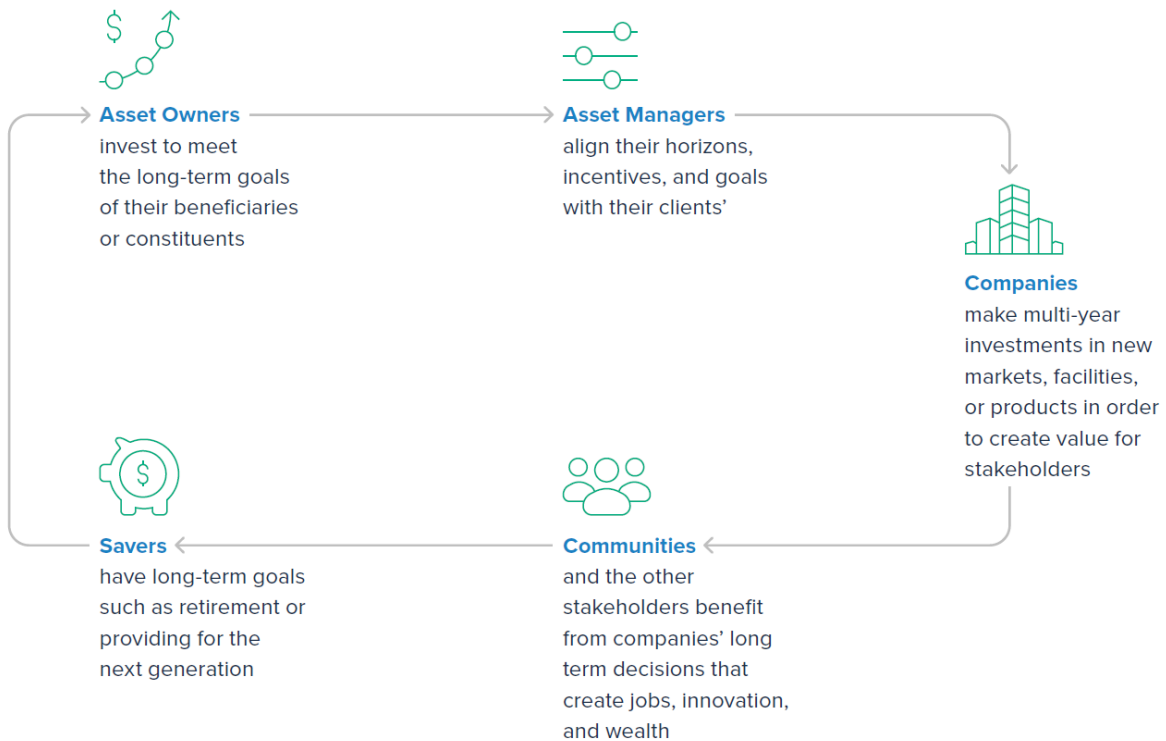 $
Asset Owners
invest to meet
the long-term goals
of their beneficiaries
or constituents
Asset Managers
align their horizons,
incentives, and goals
with their clients’
Companies
make multi-year
investments in new
markets, facilities,
or products in order
to create value for
stakeholders
$
Savers
have long-term goals
such as retirement or
providing for the
next generation
Communities
and the other
stakeholders benefit
from companies’ long
term decisions that
create jobs, innovation,
and wealth